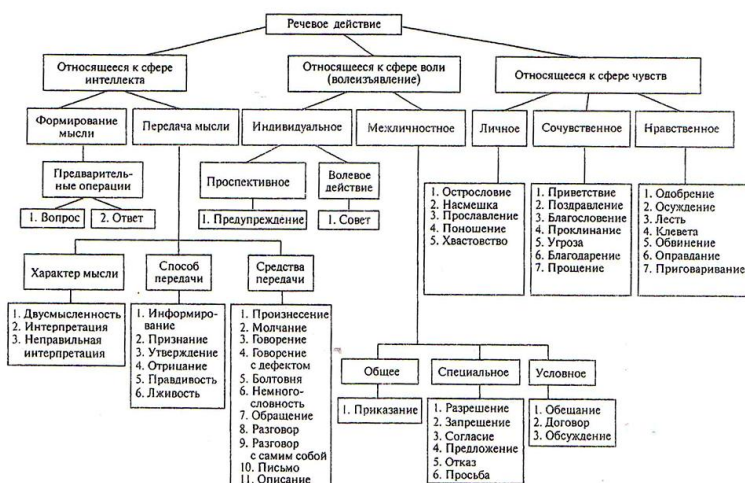 Речевое действие
Относящееся к сфере
интеллекта
Относящееся к сфере воли
(волеизъявление)
Относящееся к сфере чувств
Формирование
мысли
Передача мысли
Индивидуальное
Межличностное
Личное
Сочувственное
Нравственное
Предваритель-
ные операции
1. Вопрос
2. Ответ
Проспективное
Волевое
действие
1. Предупреждение
1. Совет
1. Острословие
2. Насмешка
3. Прославление
4. Поношение
5. Хвастовство
1. Приветствие
2. Поздравление
3. Благословение
4. Проклинание
5. Угроза
6. Благодарение
7. Прощение
1. Одобрение
2. Осуждение
3. Лесть
4. Клевета
5. Обвинение
6. Оправдание
7. Приговаривание
Характер мысли
Способ
передачи
Средства
передачи
1. Двусмысленность
2. Интерпретация
3. Неправильная
интерпретация
1. Информиро-
вание
2. Признание
3. Утверждение
4. Отрицание
5. Правдивость
6. Лживость
1. Произнесение
2. Молчание
3. Говорение
4. Говорение
с дефектом
5. Болтовня
6. Немного-
словность
7. Обращение
8. Разговор
9. Разговор
с самим собой
10. Письмо
11. Описание
Общее
Специальное
Условное
1. Приказание
1. Разрешение
2. Запрещение
3. Согласие
4. Предложение
5. Отказ
6. Просьба
1. Обещание
2. Договор
3. Обсуждение